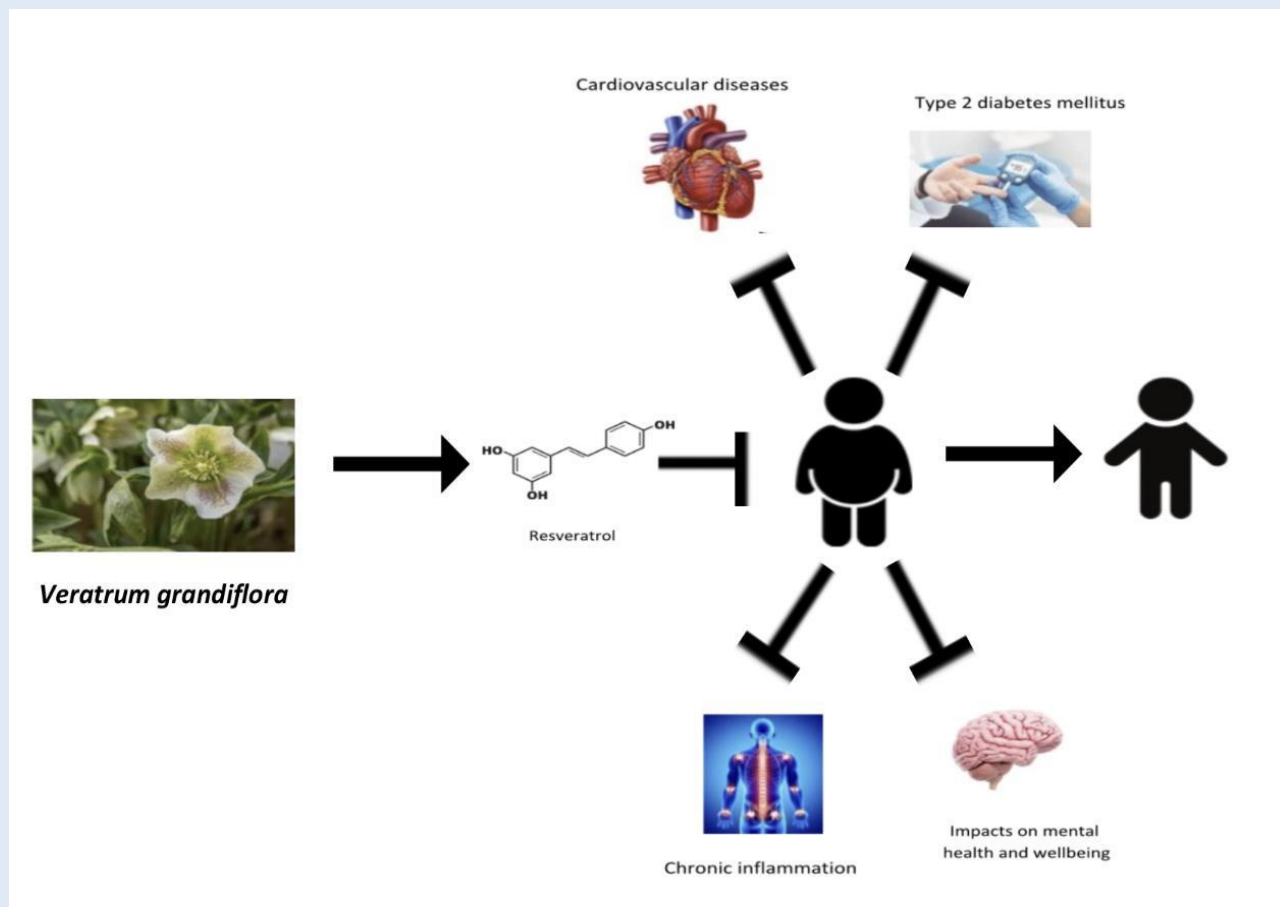 Cardiovascular diseases
Type 2 diabetes mellitus
HO
OH
OH
Resveratrol
Veratrum grandiflora
Chronic inflammation
Impacts on mental
health and wellbeing